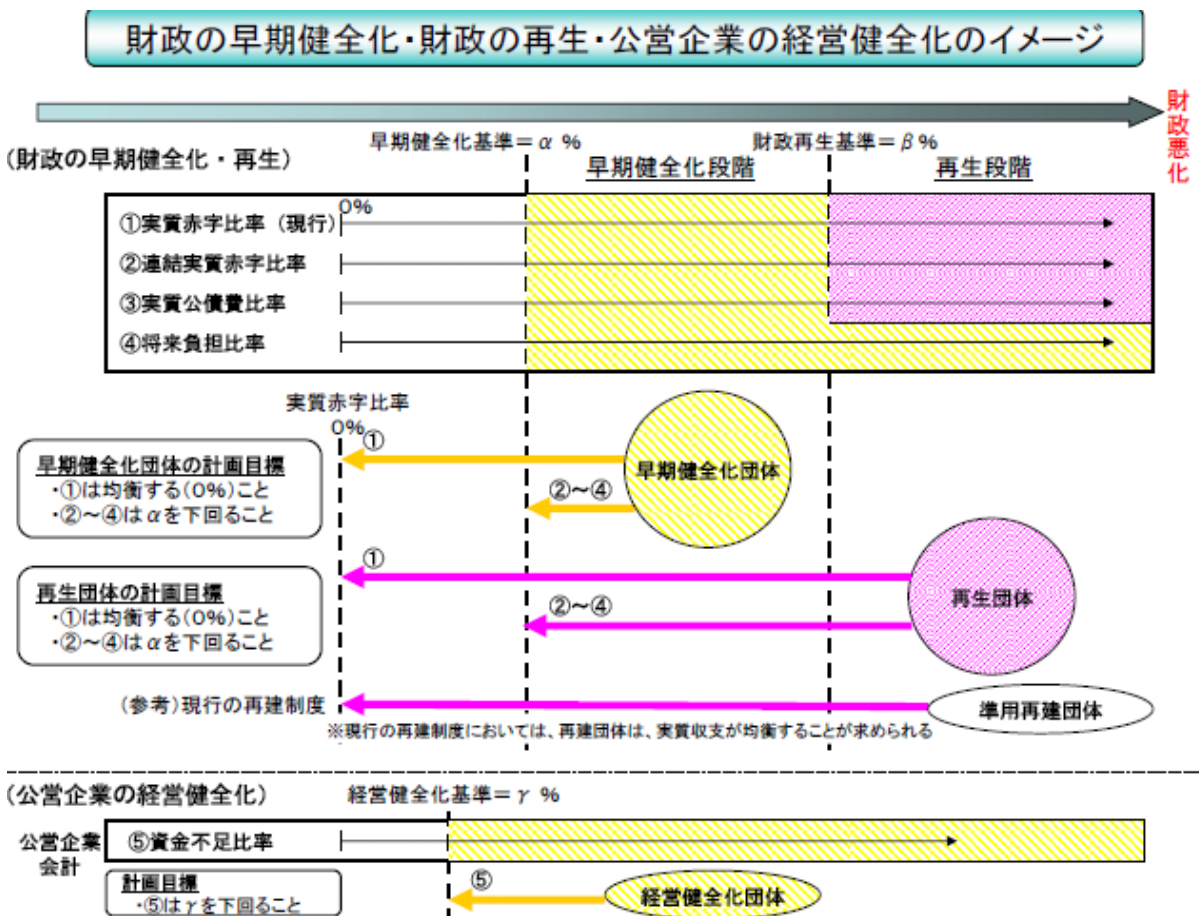 財政の早期健全化・財政の再生・公営企業の経営健全化のイメージ
財政悪化
早期健全化基準＝α %
財政再生基準＝β%
(財政の早期健全化・再生)
早期健全化段階
再生段階
0%
①実質赤字比率 (現行)
②連結実質赤字比率
③実質公債費比率
④将来負担比率
実質赤字比率
0%
①
早期健全化団体の計画目標
・①は均衡する(0%)こと
・②～④はαを下回ること
②～④
早期健全化団体
①
再生団体の計画目標
・①は均衡する(0%)こと
・②～④はαを下回ること
②～④
再生団体
(参考)現行の再建制度
準用再建団体
※現行の再建制度においては、再建団体は、実質収支が均衡することが求められる
(公営企業の経営健全化)
経営健全化基準＝γ %
公営企業
会計
⑤資金不足比率
計画目標
・⑤はγを下回ること
⑤
経営健全化団体